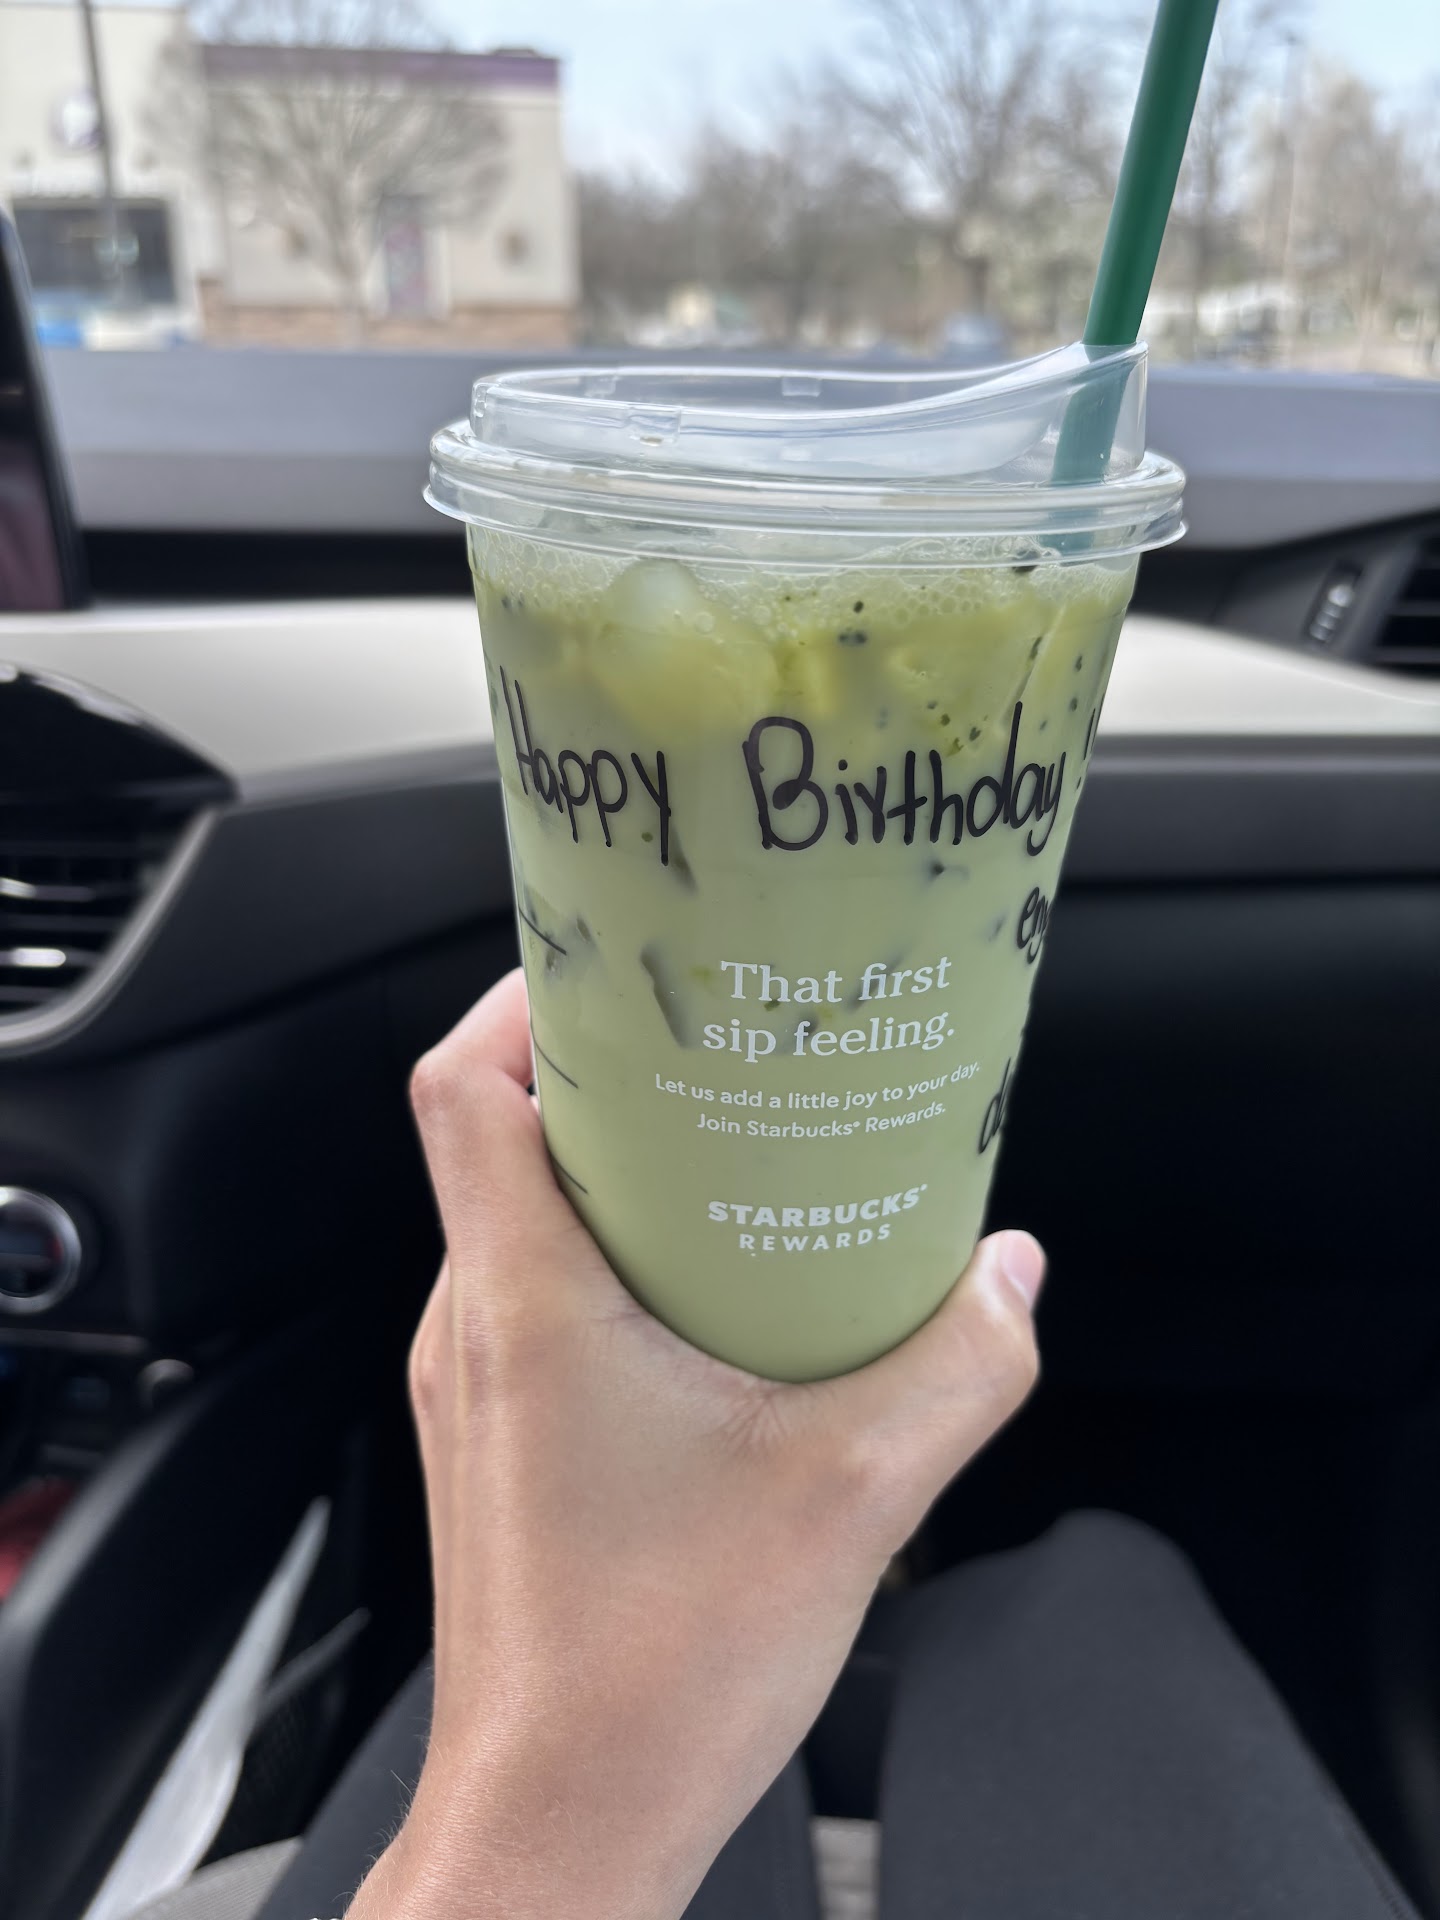 Happy Birthday!
That first
sip feeling.
Let us add a little joy to your day.
Join Starbucks® Rewards.
STARBUCKS®
REWARDS